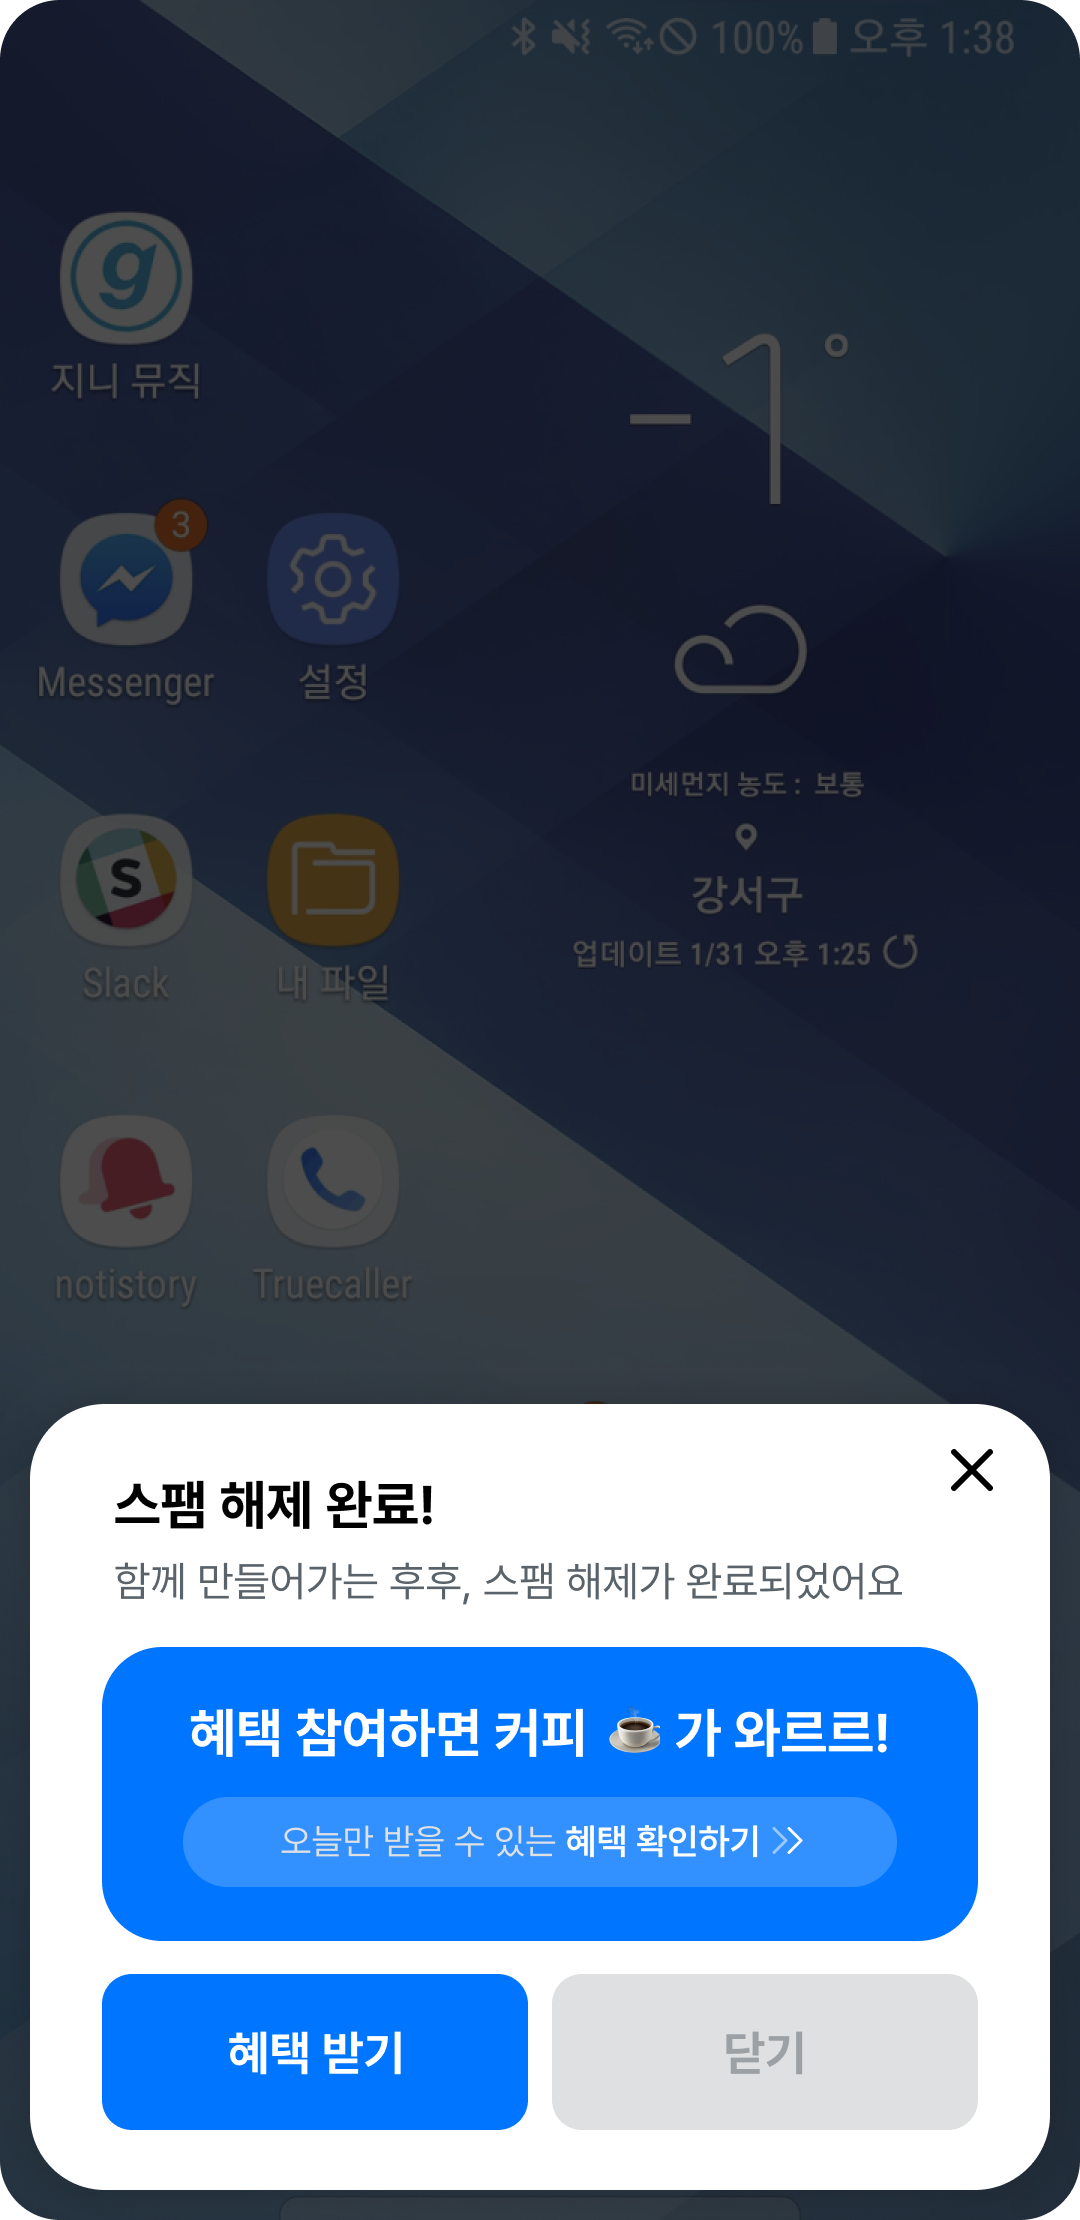 100% 오후 1:38
g
지니 뮤직
-1°
3
Messenger
설정
미세먼지 농도 : 보통
강서구
업데이트 1/31 오후 1:25
S
Slack
내 파일
notistory
Truecaller
스팸 해제 완료!
함께 만들어가는 후후, 스팸 해제가 완료되었어요
혜택 참여하면 커피 ☕ 가 와르르!
오늘만 받을 수 있는 혜택 확인하기 >>
혜택 받기
닫기